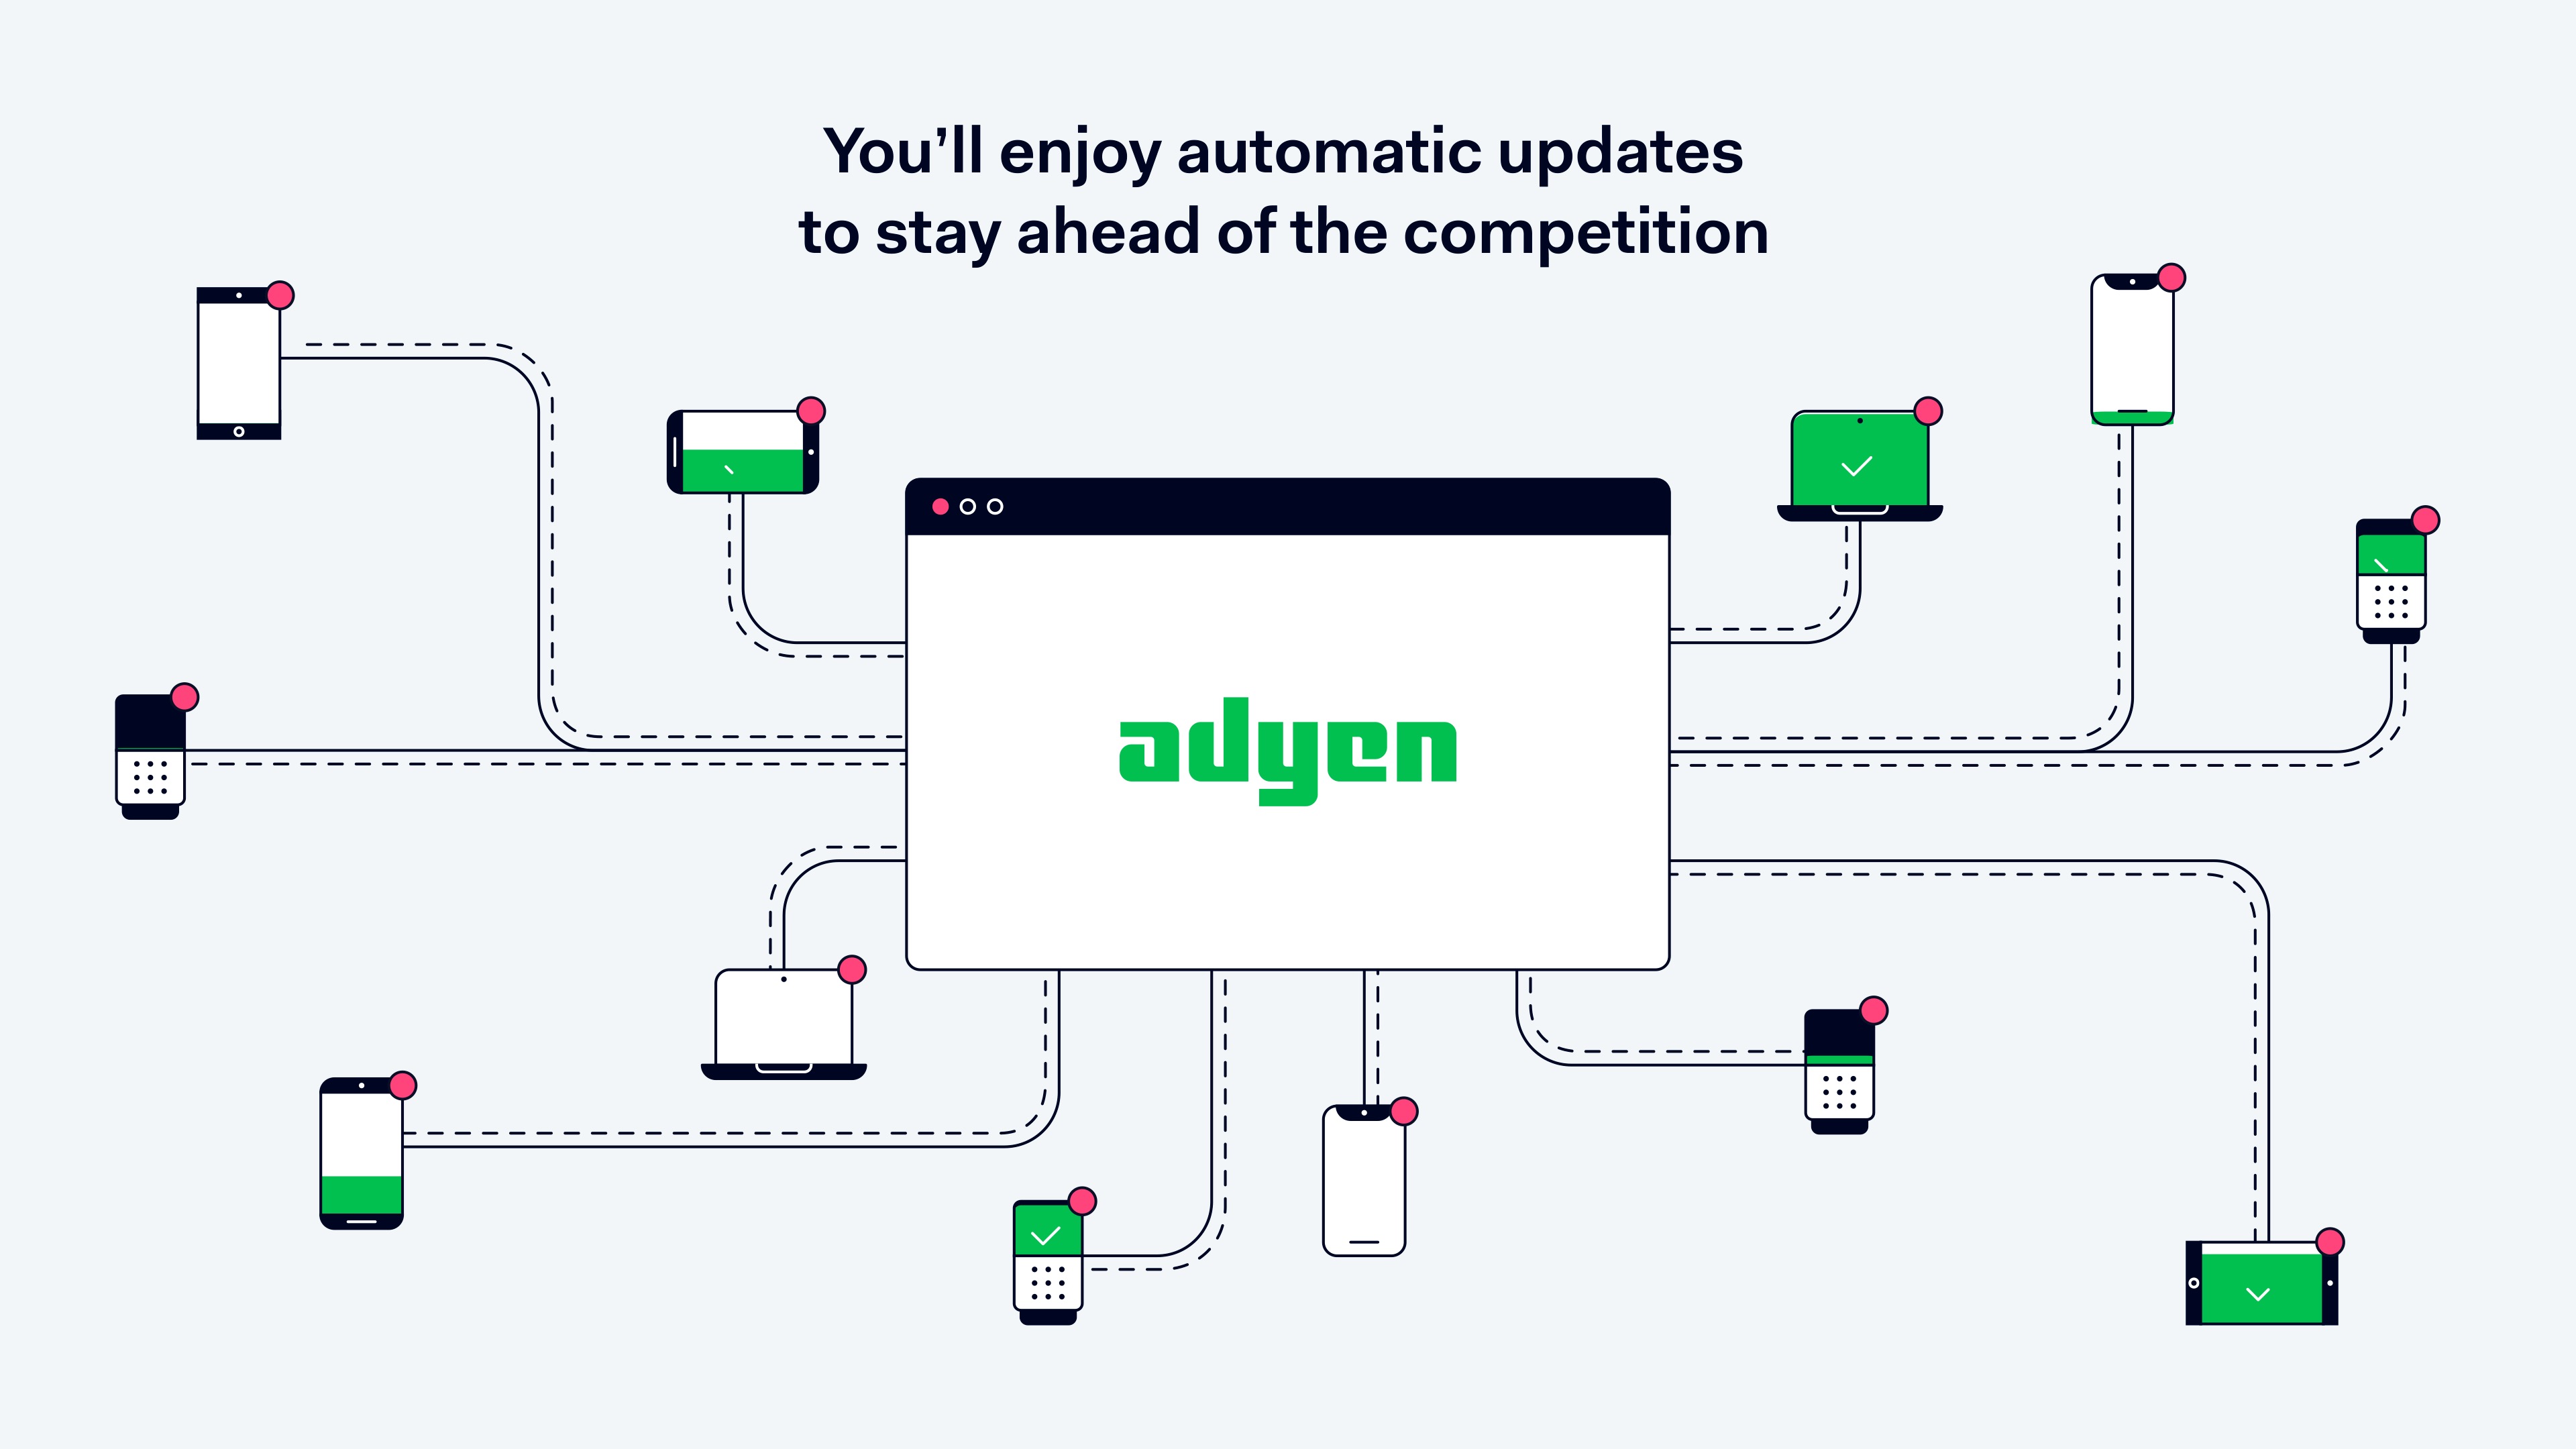 You’ll enjoy automatic updates
to stay ahead of the competition
adyen